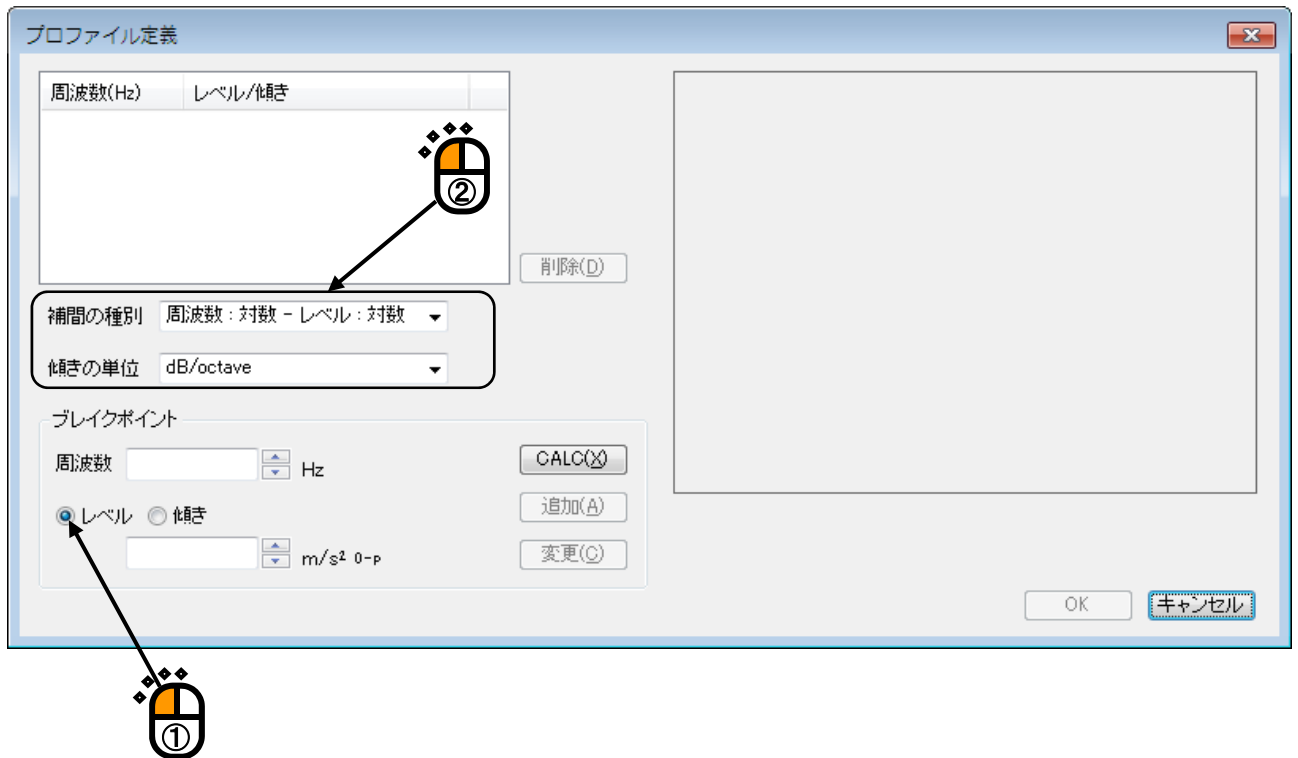 プロファイル定義
周波数(Hz) レベル/傾き
②
削除(D)
補間の種別 周波数：対数 - レベル：対数
傾きの単位 dB/octave
ブレイクポイント
周波数 Hz CALC(X)
レベル 傾き 追加(A)
m/s² 0-p 変更(C)
OK キャンセル
①